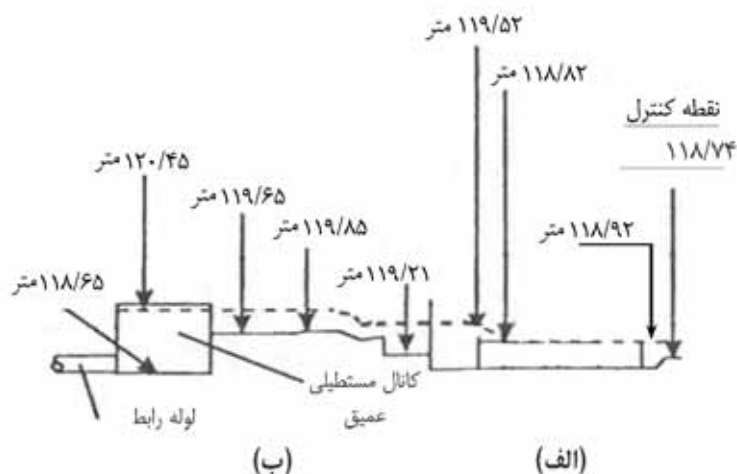 ۱۱۹/۵۲ متر
۱۱۸/۸۲ متر
نقطه کنترل
۱۱۸/۷۴
۱۲۰/۴۵ متر
۱۱۹/۶۵ متر
۱۱۹/۸۵ متر
۱۱۸/۹۲ متر
۱۱۹/۲۱ متر
۱۱۸/۶۵ متر
کانال مستطیلی
عمیق
لوله رابط
(الف)
(ب)